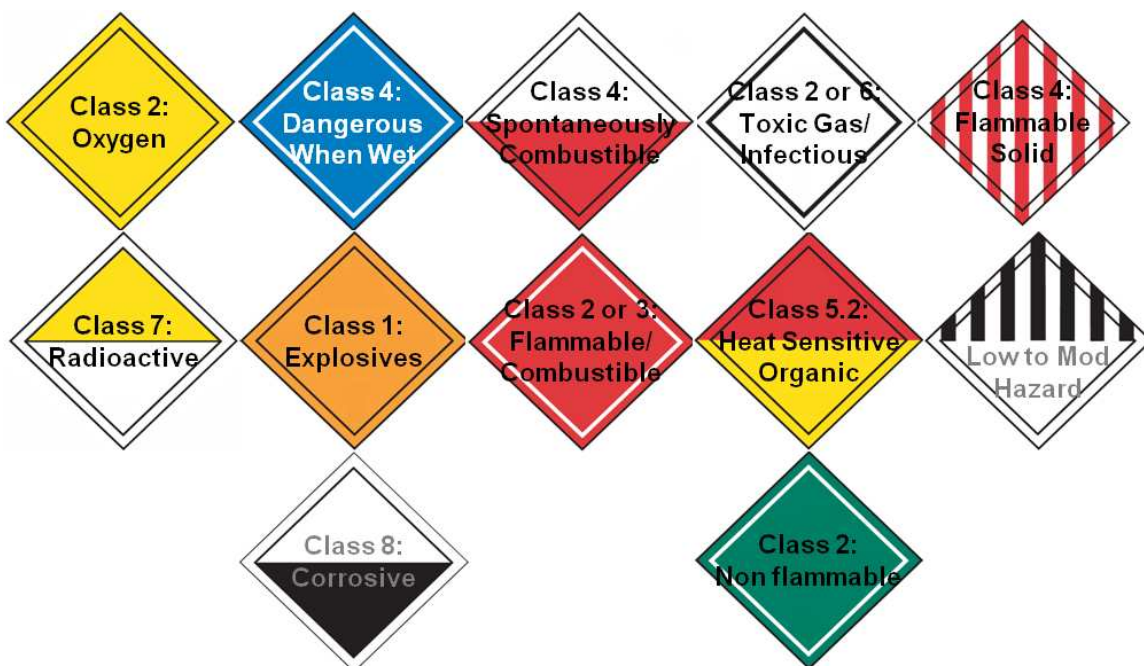 Class 2:
Oxygen
Class 4:
Dangerous
When Wet
Class 4:
Spontaneously
Combustible
Class 2 or 6:
Toxic Gas/
Infectious
Class 4:
Flammable
Solid
Class 7:
Radioactive
Class 1:
Explosives
Class 2 or 3:
Flammable/
Combustible
Class 5.2:
Heat Sensitive
Organic
Low to Mod
Hazard
Class 8:
Corrosive
Class 2:
Non flammable